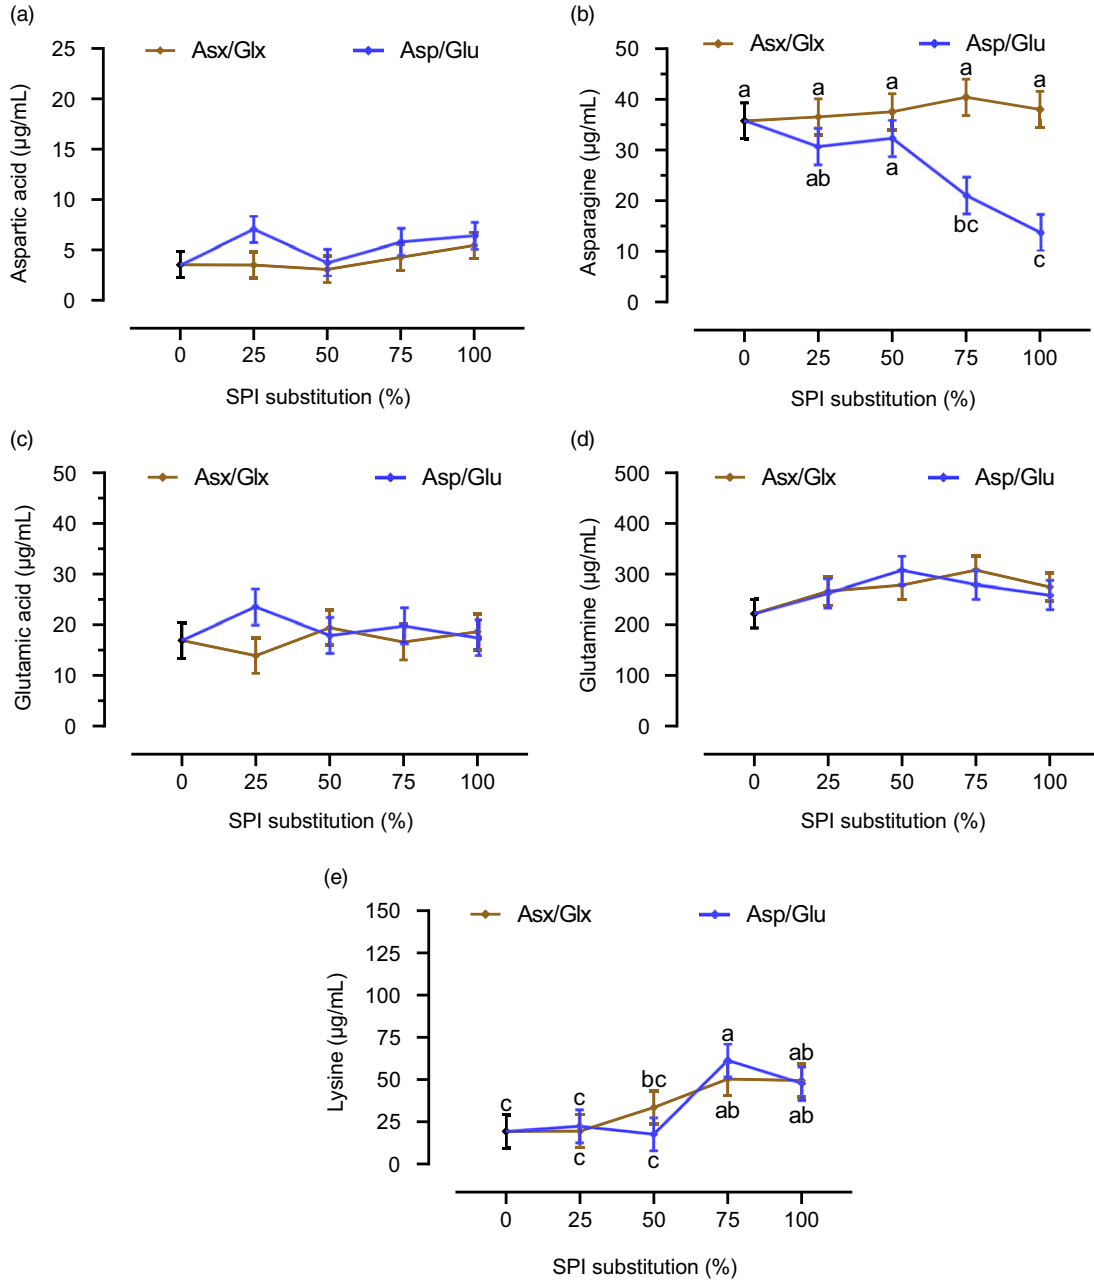 (a)
Asx/Glx
Asp/Glu
25
20
15
10
5
0
Aspartic acid (µg/mL)
0 25 50 75 100
SPI substitution (%)
(b)
Asx/Glx
Asp/Glu
50
40
30
20
10
0
Asparagine (µg/mL)
a
a
a
a
a
ab
a
bc
c
0 25 50 75 100
SPI substitution (%)
(c)
Asx/Glx
Asp/Glu
50
40
30
20
10
0
Glutamic acid (µg/mL)
0 25 50 75 100
SPI substitution (%)
(d)
Asx/Glx
Asp/Glu
500
400
300
200
100
0
Glutamine (µg/mL)
0 25 50 75 100
SPI substitution (%)
(e)
Asx/Glx
Asp/Glu
150
125
100
75
50
25
0
Lysine (µg/mL)
c
c
bc
a
ab
c
c
ab
ab
0 25 50 75 100
SPI substitution (%)